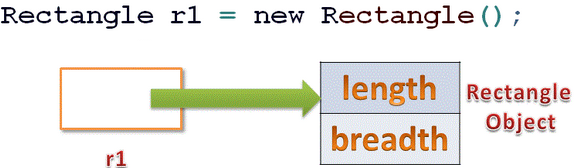 Rectangle r1 = new Rectangle();
length
breadth
Rectangle
Object
r1